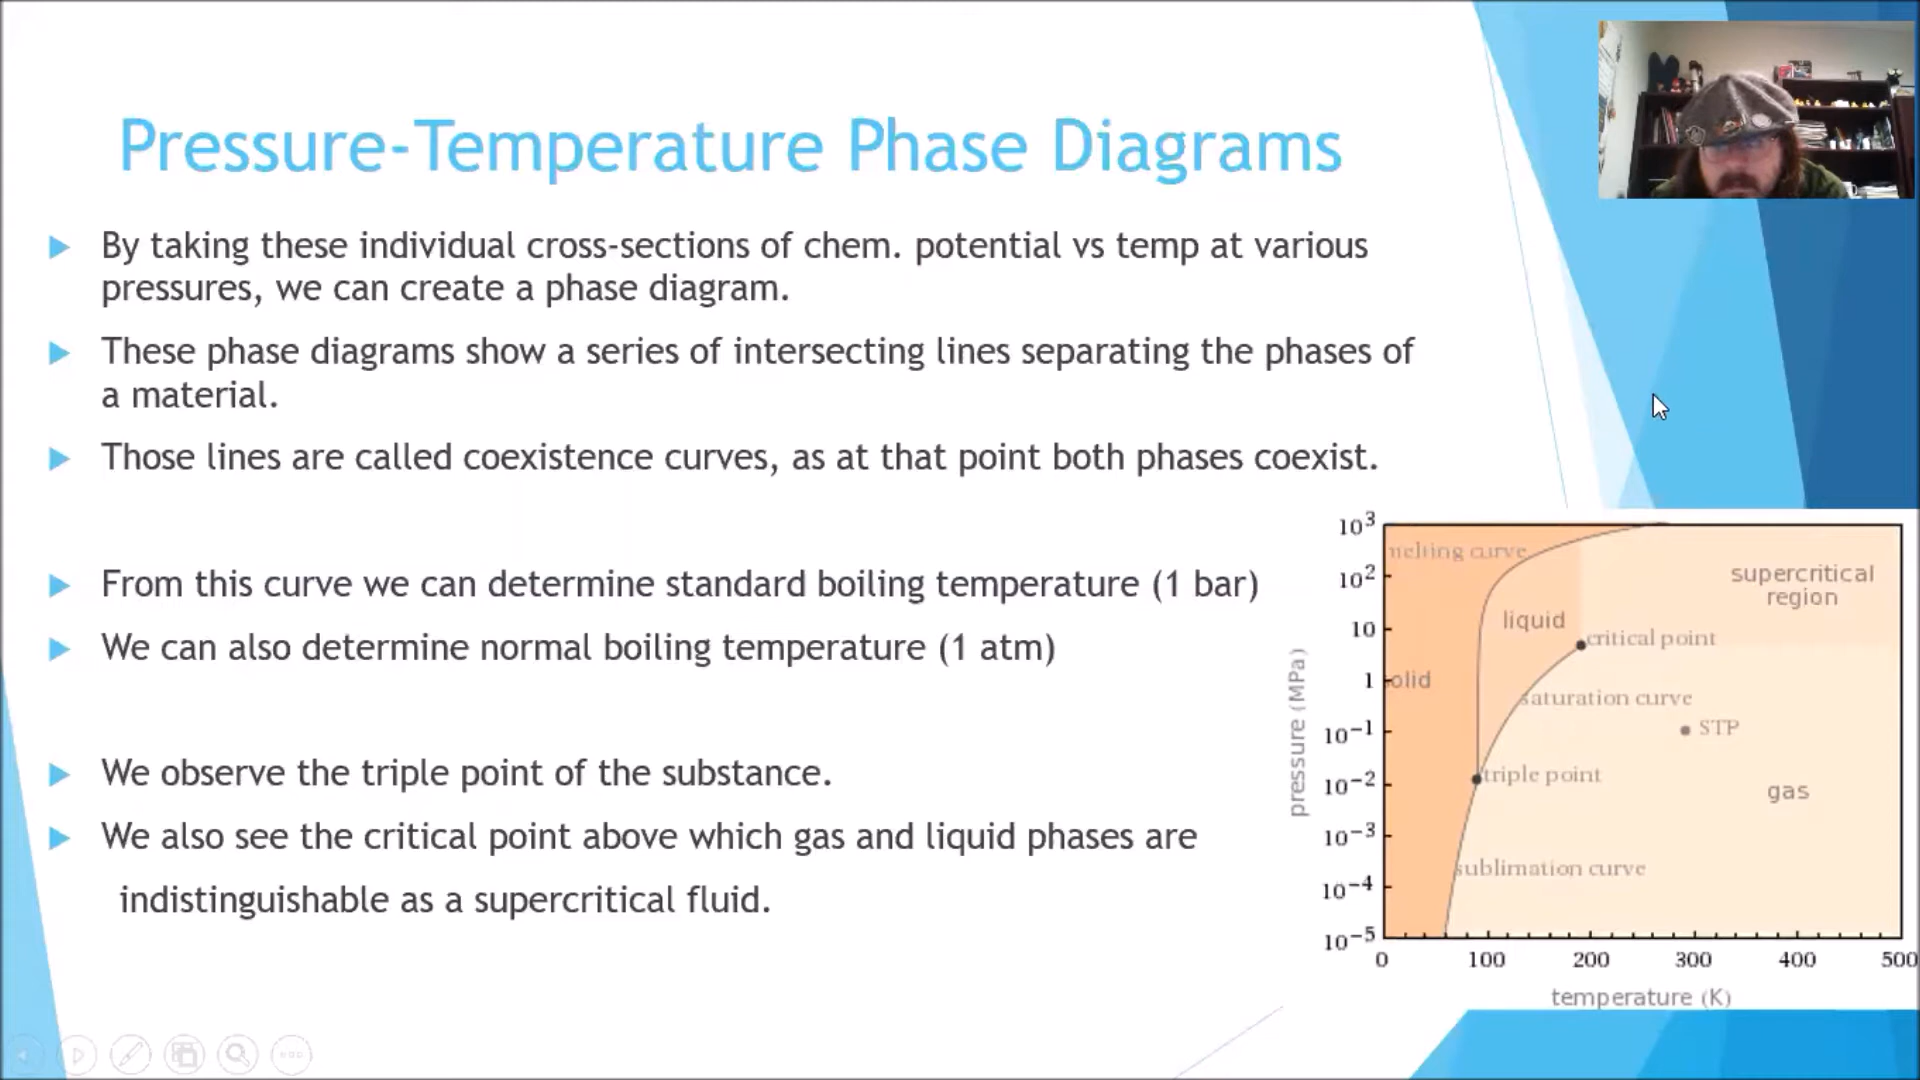 Pressure-Temperature Phase Diagrams
By taking these individual cross-sections of chem. potential vs temp at various
pressures, we can create a phase diagram.
These phase diagrams show a series of intersecting lines separating the phases of
a material.
Those lines are called coexistence curves, as at that point both phases coexist.
From this curve we can determine standard boiling temperature (1 bar)
We can also determine normal boiling temperature (1 atm)
We observe the triple point of the substance.
We also see the critical point above which gas and liquid phases are
indistinguishable as a supercritical fluid.
pressure (MPa)
10³
10²
10
1
10⁻¹
10⁻²
10⁻³
10⁻⁴
10⁻⁵
melting curve
supercritical
region
liquid
critical point
olid
saturation curve
STP
triple point
gas
sublimation curve
0 100 200 300 400 500
temperature (K)